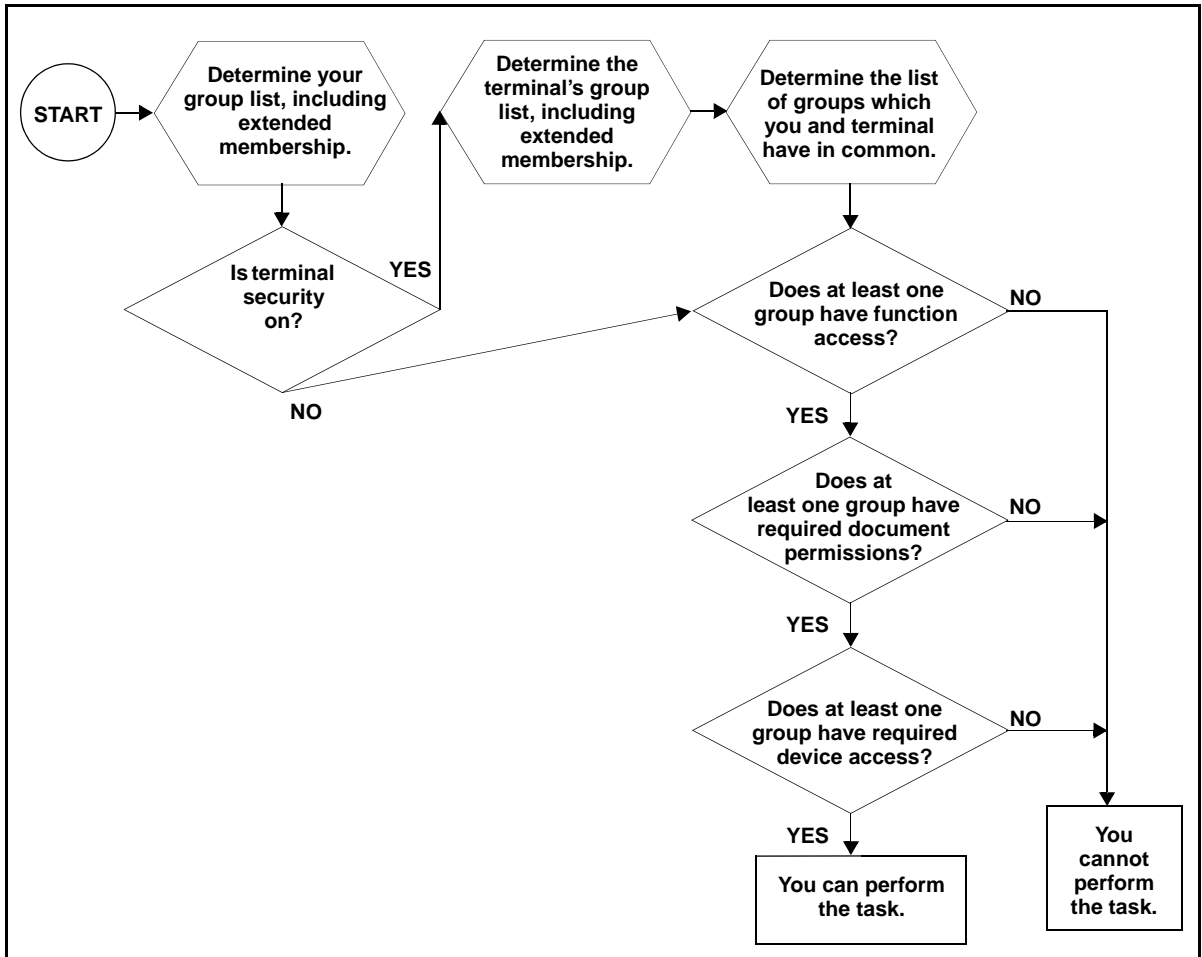 START
Determine your
group list, including
extended
membership.
Determine the
terminal’s group
list, including
extended
membership.
Determine the list
of groups which
you and terminal
have in common.
Is terminal
security
on?
YES
NO
Does at least one
group have function
access?
NO
YES
Does at
least one group have
required document
permissions?
NO
YES
Does at least one
group have required
device access?
NO
YES
You can perform
the task.
You
cannot
perform
the task.